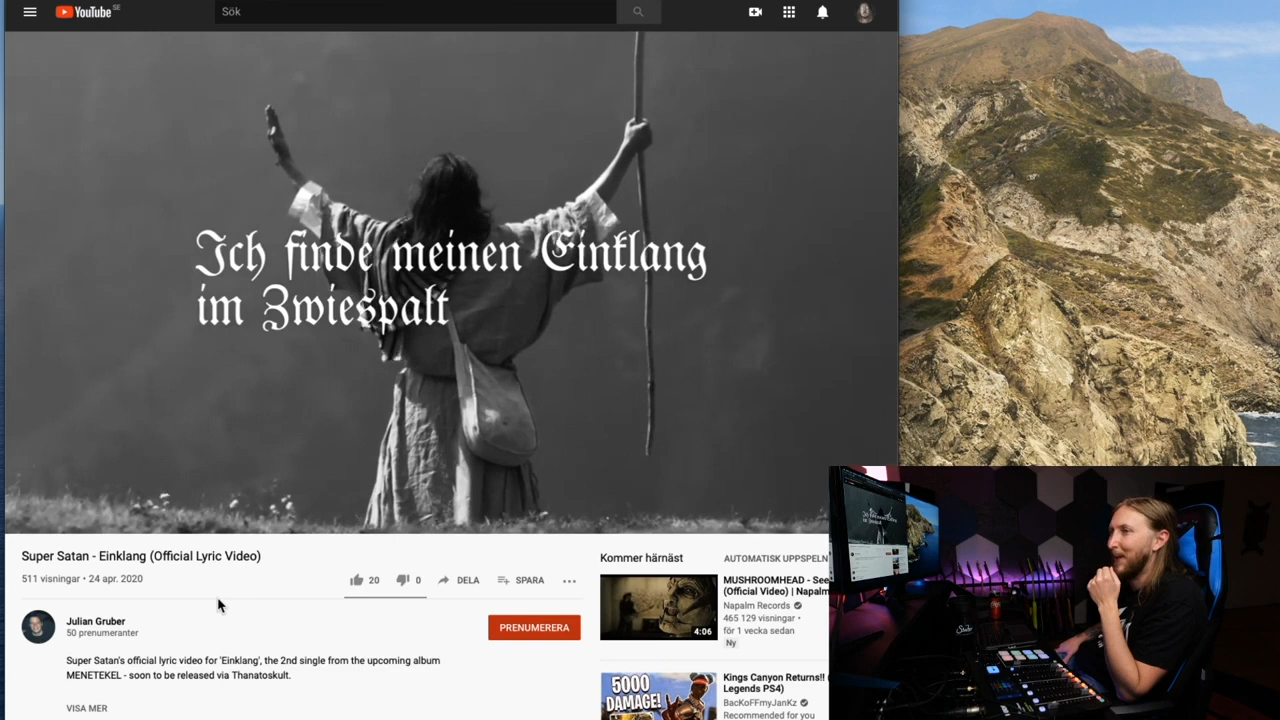 YouTube SE
Sök
Ich finde meinen Einklang
im Zwiespalt
Super Satan - Einklang (Official Lyric Video)
511 visningar • 24 apr. 2020
20
0
DELA
SPARA
Julian Gruber
50 prenumeranter
PRENUMERERA
Super Satan's official lyric video for 'Einklang', the 2nd single from the upcoming album
MENETEKEL - soon to be released via Thanatoskult.
VISA MER
Kommer härnäst
AUTOMATISK UPPSPELN
4:06
MUSHROOMHEAD - See
(Official Video) | Napalm
Napalm Records
465 129 visningar •
för 1 vecka sedan
Ny
5000
DAMAGE!
Kings Canyon Returns!!
Legends PS4)
BacKoFFmyJanKz
Recommended for you